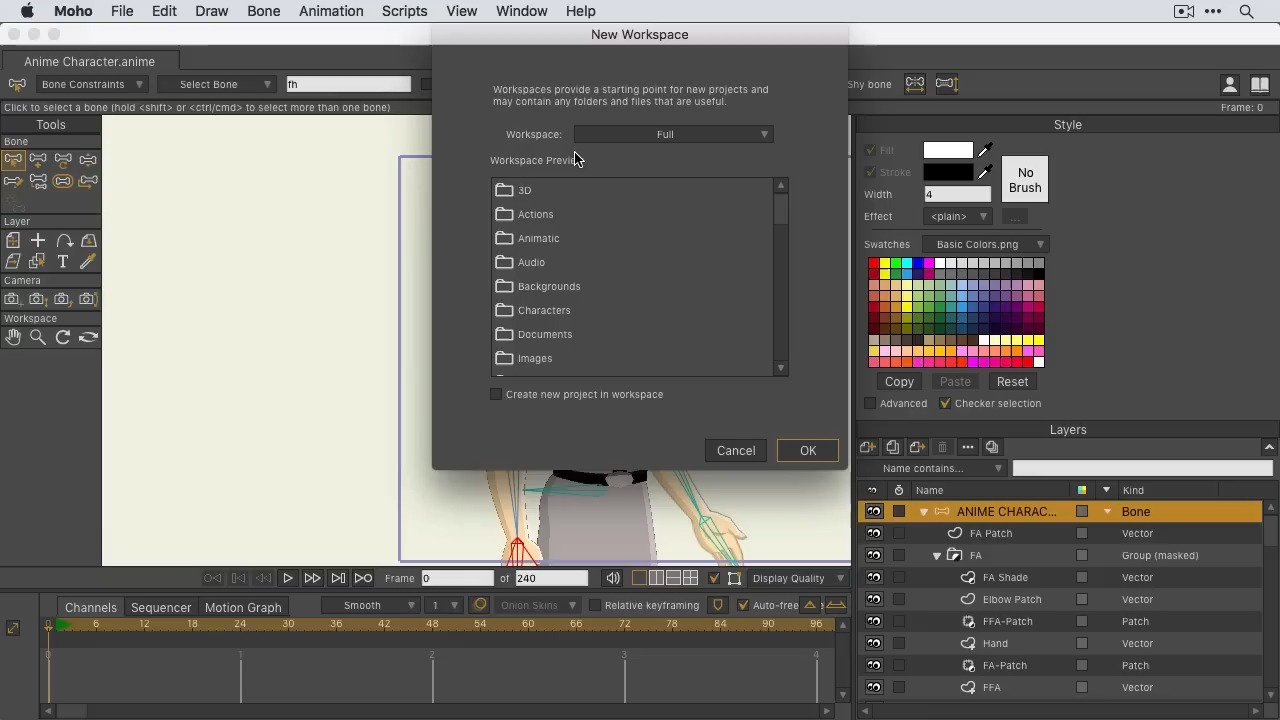 Moho File Edit Draw Bone Animation Scripts View Window Help
New Workspace
Anime Character.anime
Bone Constraints Select Bone fh Shy bone
Click to select a bone (hold <shift> or <ctrl/cmd> to select more than one bone) Frame: 0
Tools
Bone
Layer
Camera
Workspace
Workspaces provide a starting point for new projects and
may contain any folders and files that are useful.
Workspace: Full
3D
Actions
Animatic
Audio
Backgrounds
Characters
Documents
Images
Create new project in workspace
Cancel OK
Style
Fill
Stroke
No
Brush
Width 4
Effect <plain> ...
Swatches Basic Colors.png
Copy Paste Reset
Advanced Checker selection
Layers
Name contains...
Name Kind
ANIME CHARAC... Bone
FA Patch Vector
FA Group (masked)
FA Shade Vector
Elbow Patch Vector
FFA-Patch Patch
Hand Vector
FA-Patch Patch
FFA Vector
Frame 0 of 240 Display Quality
Channels Sequencer Motion Graph Smooth 1 Onion Skins Relative keyframing
0 6 12 18 24 30 36 42 48 54 60 66 72 78 84 90 96
0 1 2 3 4